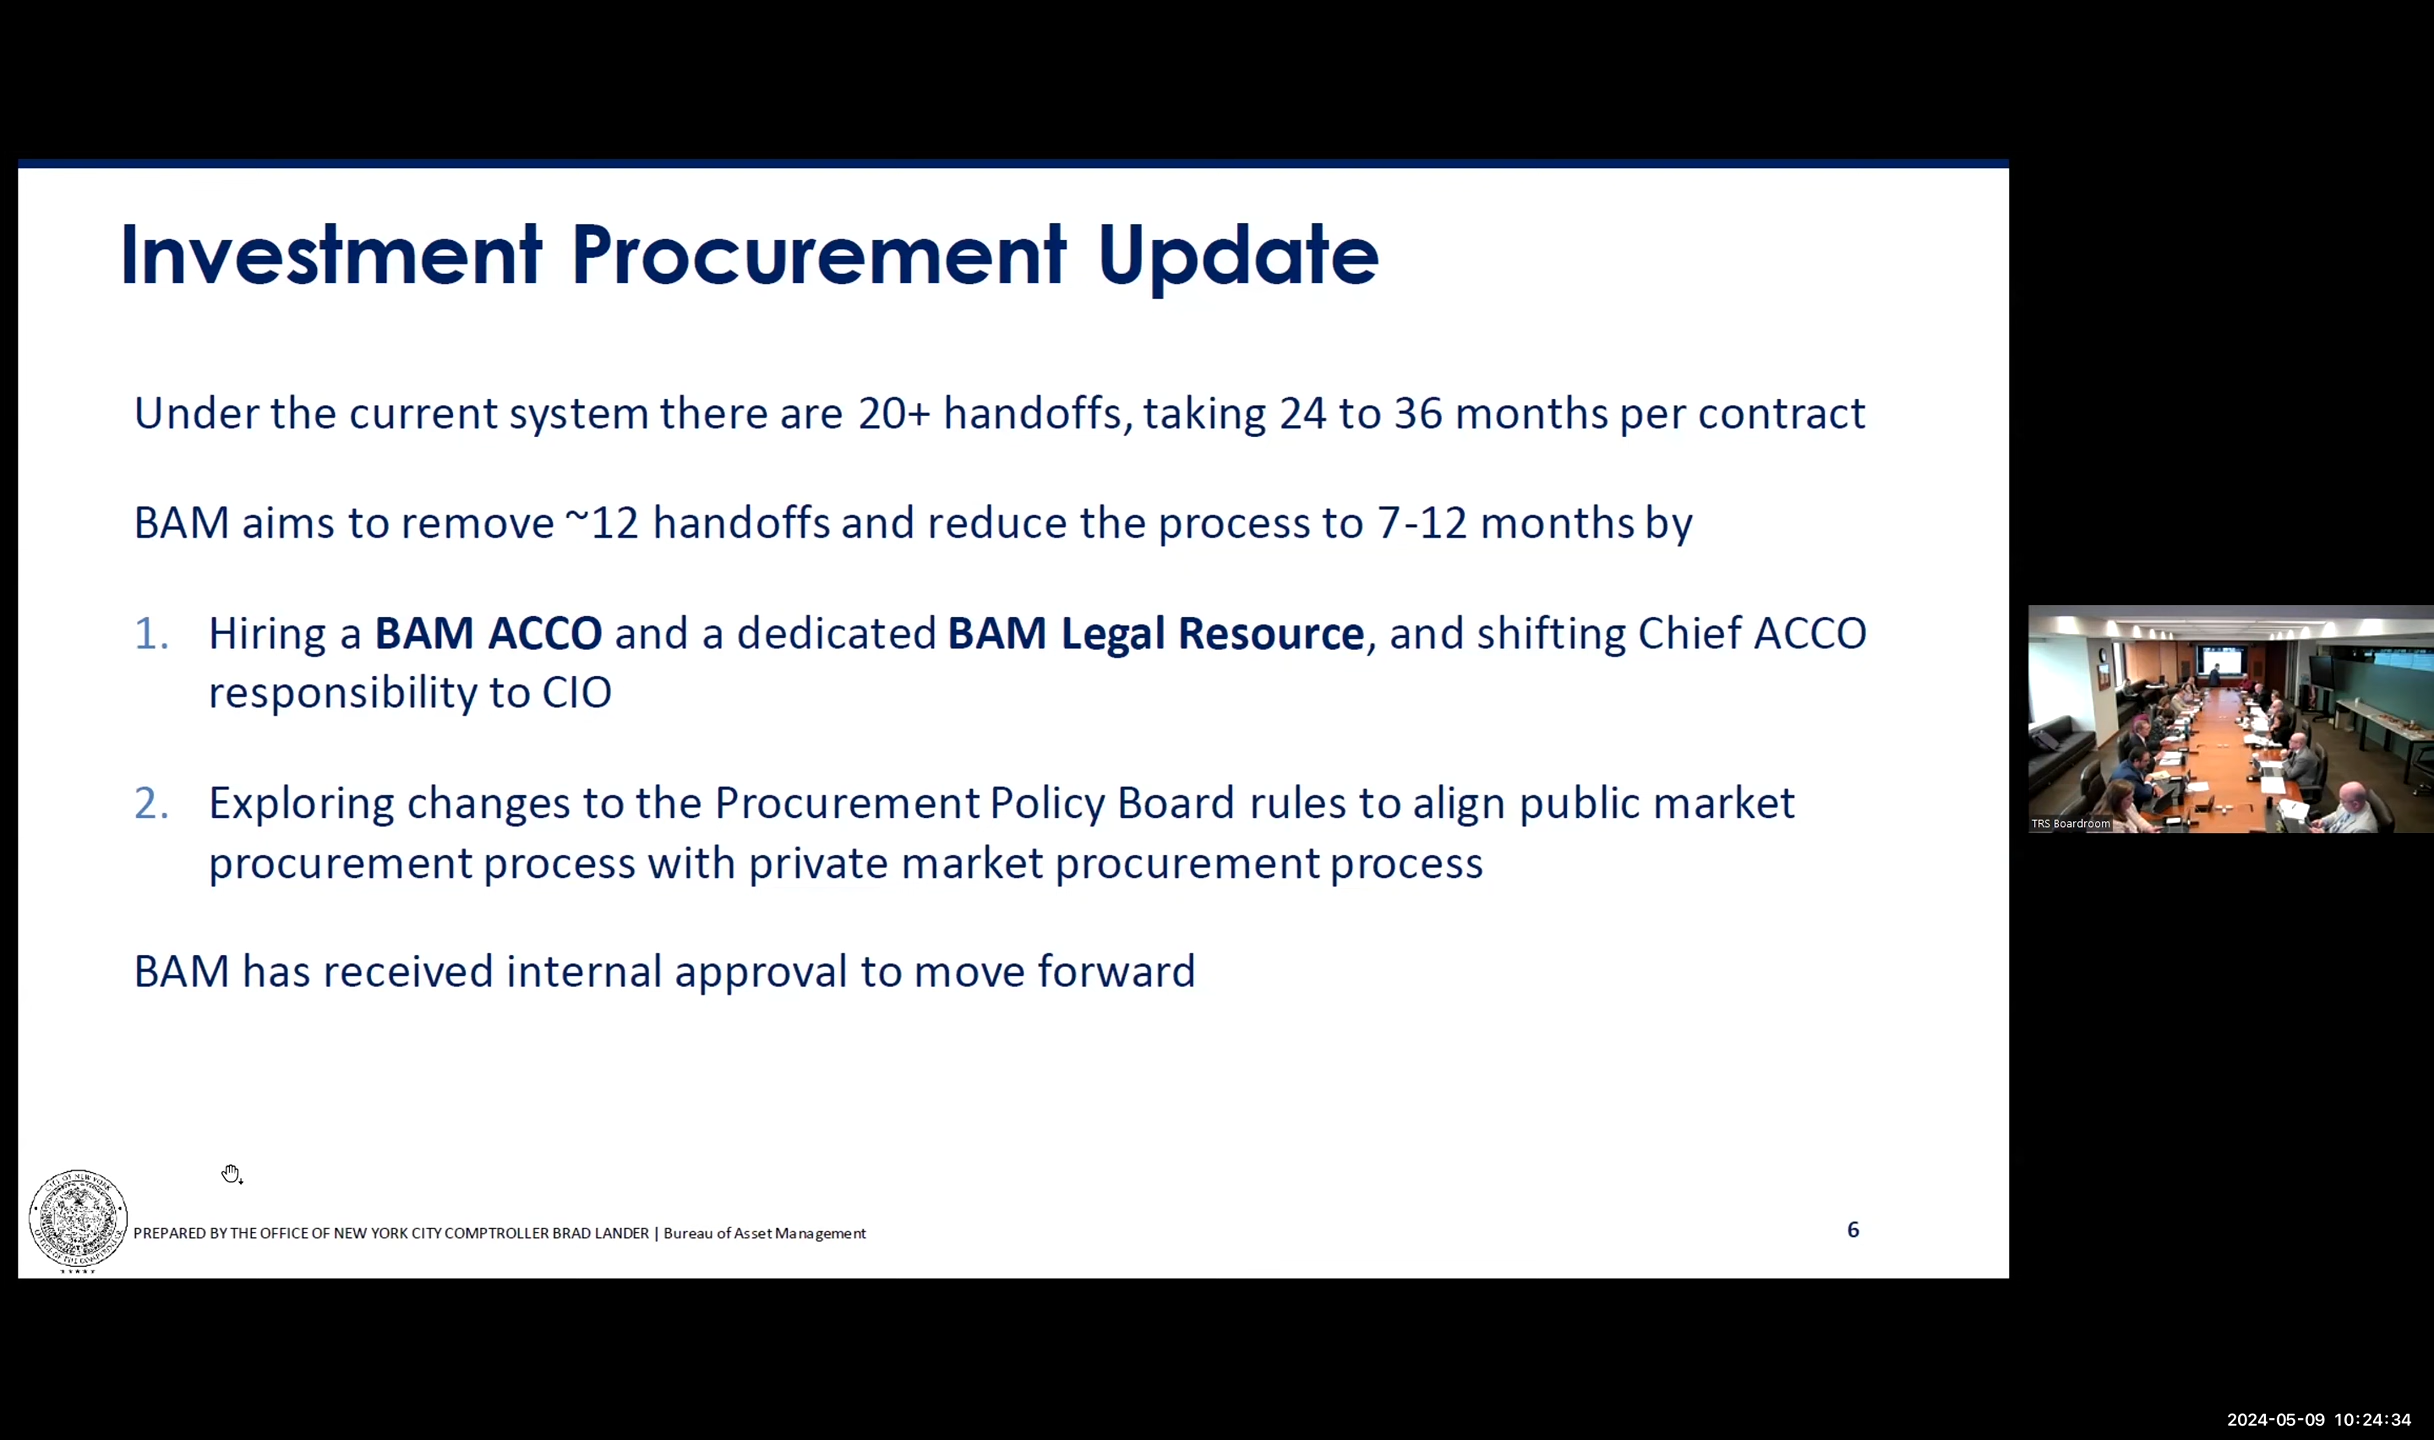 Investment Procurement Update
Under the current system there are 20+ handoffs, taking 24 to 36 months per contract
BAM aims to remove ~12 handoffs and reduce the process to 7-12 months by
1. Hiring a BAM ACCO and a dedicated BAM Legal Resource, and shifting Chief ACCO
responsibility to CIO
2. Exploring changes to the Procurement Policy Board rules to align public market
procurement process with private market procurement process
BAM has received internal approval to move forward
PREPARED BY THE OFFICE OF NEW YORK CITY COMPTROLLER BRAD LANDER | Bureau of Asset Management
6
TRS Boardroom
2024-05-09 10:24:34